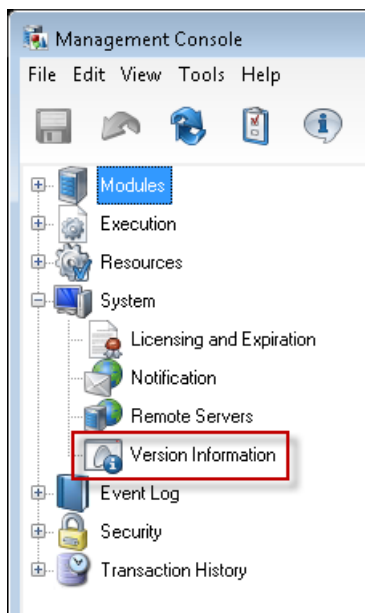 Management Console
File Edit View Tools Help
Modules
Execution
Resources
System
Licensing and Expiration
Notification
Remote Servers
Version Information
Event Log
Security
Transaction History